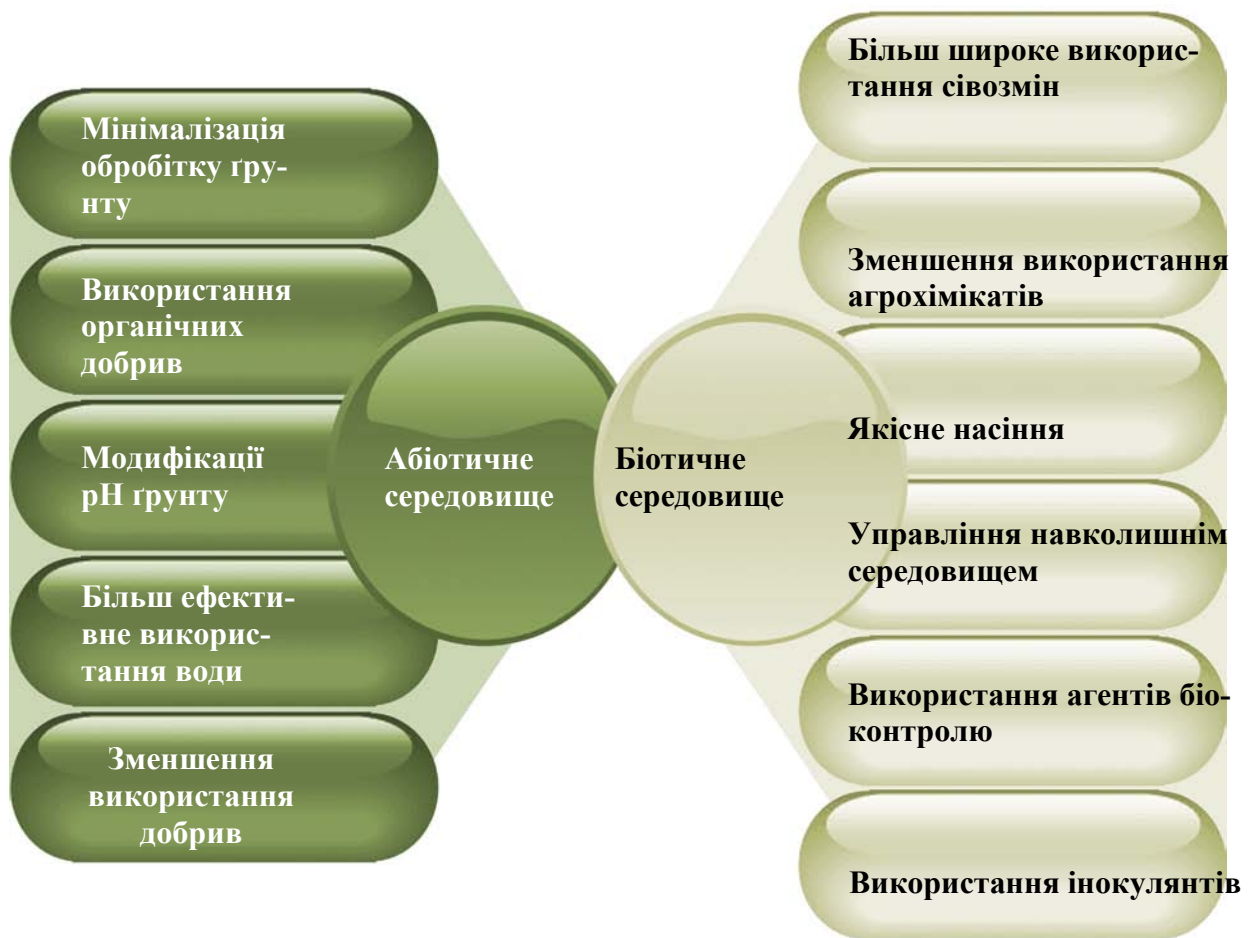 Мінімалізація
обробітку ґру-
нту
Використання
органічних
добрив
Модифікації
pH ґрунту
Більш ефекти-
вне викорис-
тання води
Зменшення
використання
добрив
Абіотичне
середовище
Біотичне
середовище
Більш широке викорис-
тання сівозмін
Зменшення використання
агрохімікатів
Якісне насіння
Управління навколишнім
середовищем
Використання агентів біо-
контролю
Використання інокулянтів